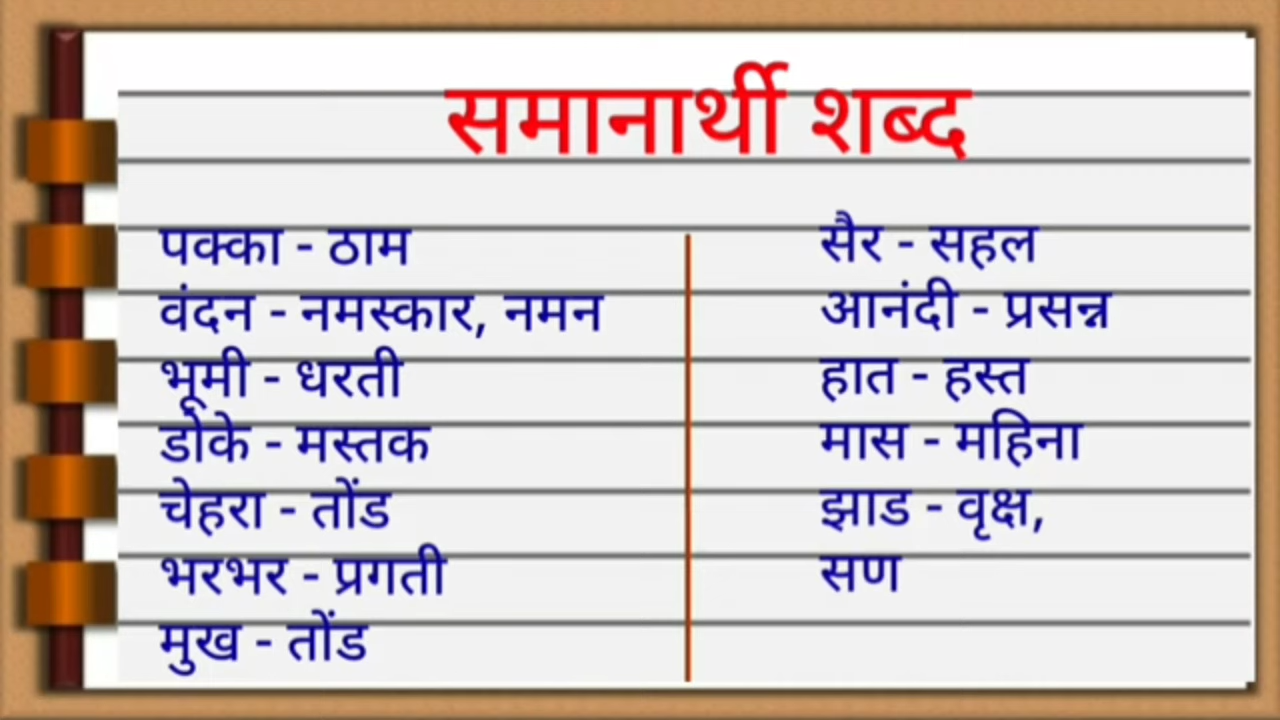 समानार्थी शब्द
पक्का - ठाम
वंदन - नमस्कार, नमन
भूमी - धरती
डोके - मस्तक
चेहरा - तोंड
भरभर - प्रगती
मुख - तोंड
सैर - सहल
आनंदी - प्रसन्न
हात - हस्त
मास - महिना
झाड - वृक्ष,
सण